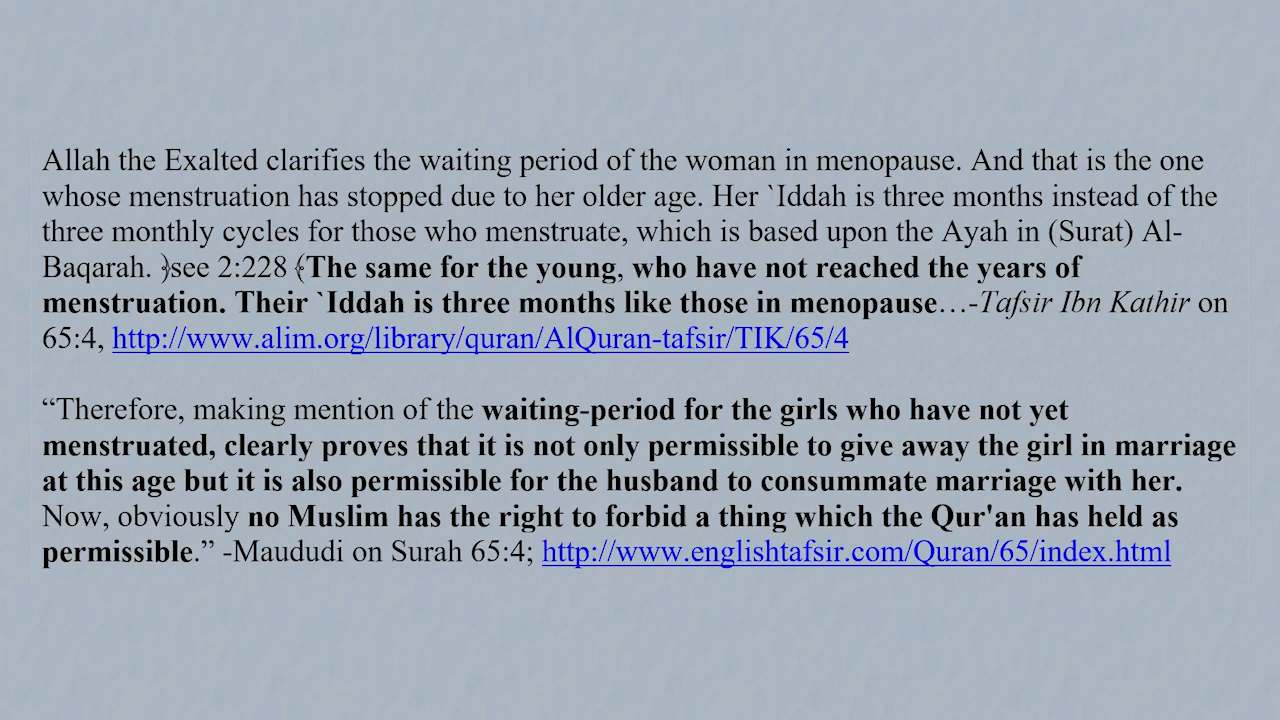 Allah the Exalted clarifies the waiting period of the woman in menopause. And that is the one
whose menstruation has stopped due to her older age. Her `Iddah is three months instead of the
three monthly cycles for those who menstruate, which is based upon the Ayah in (Surat) Al-
Baqarah. ﴿see 2:228 ﴾The same for the young, who have not reached the years of
menstruation. Their `Iddah is three months like those in menopause…-Tafsir Ibn Kathir on
65:4, http://www.alim.org/library/quran/AlQuran-tafsir/TIK/65/4
“Therefore, making mention of the waiting-period for the girls who have not yet
menstruated, clearly proves that it is not only permissible to give away the girl in marriage
at this age but it is also permissible for the husband to consummate marriage with her.
Now, obviously no Muslim has the right to forbid a thing which the Qur'an has held as
permissible.” -Maududi on Surah 65:4; http://www.englishtafsir.com/Quran/65/index.html